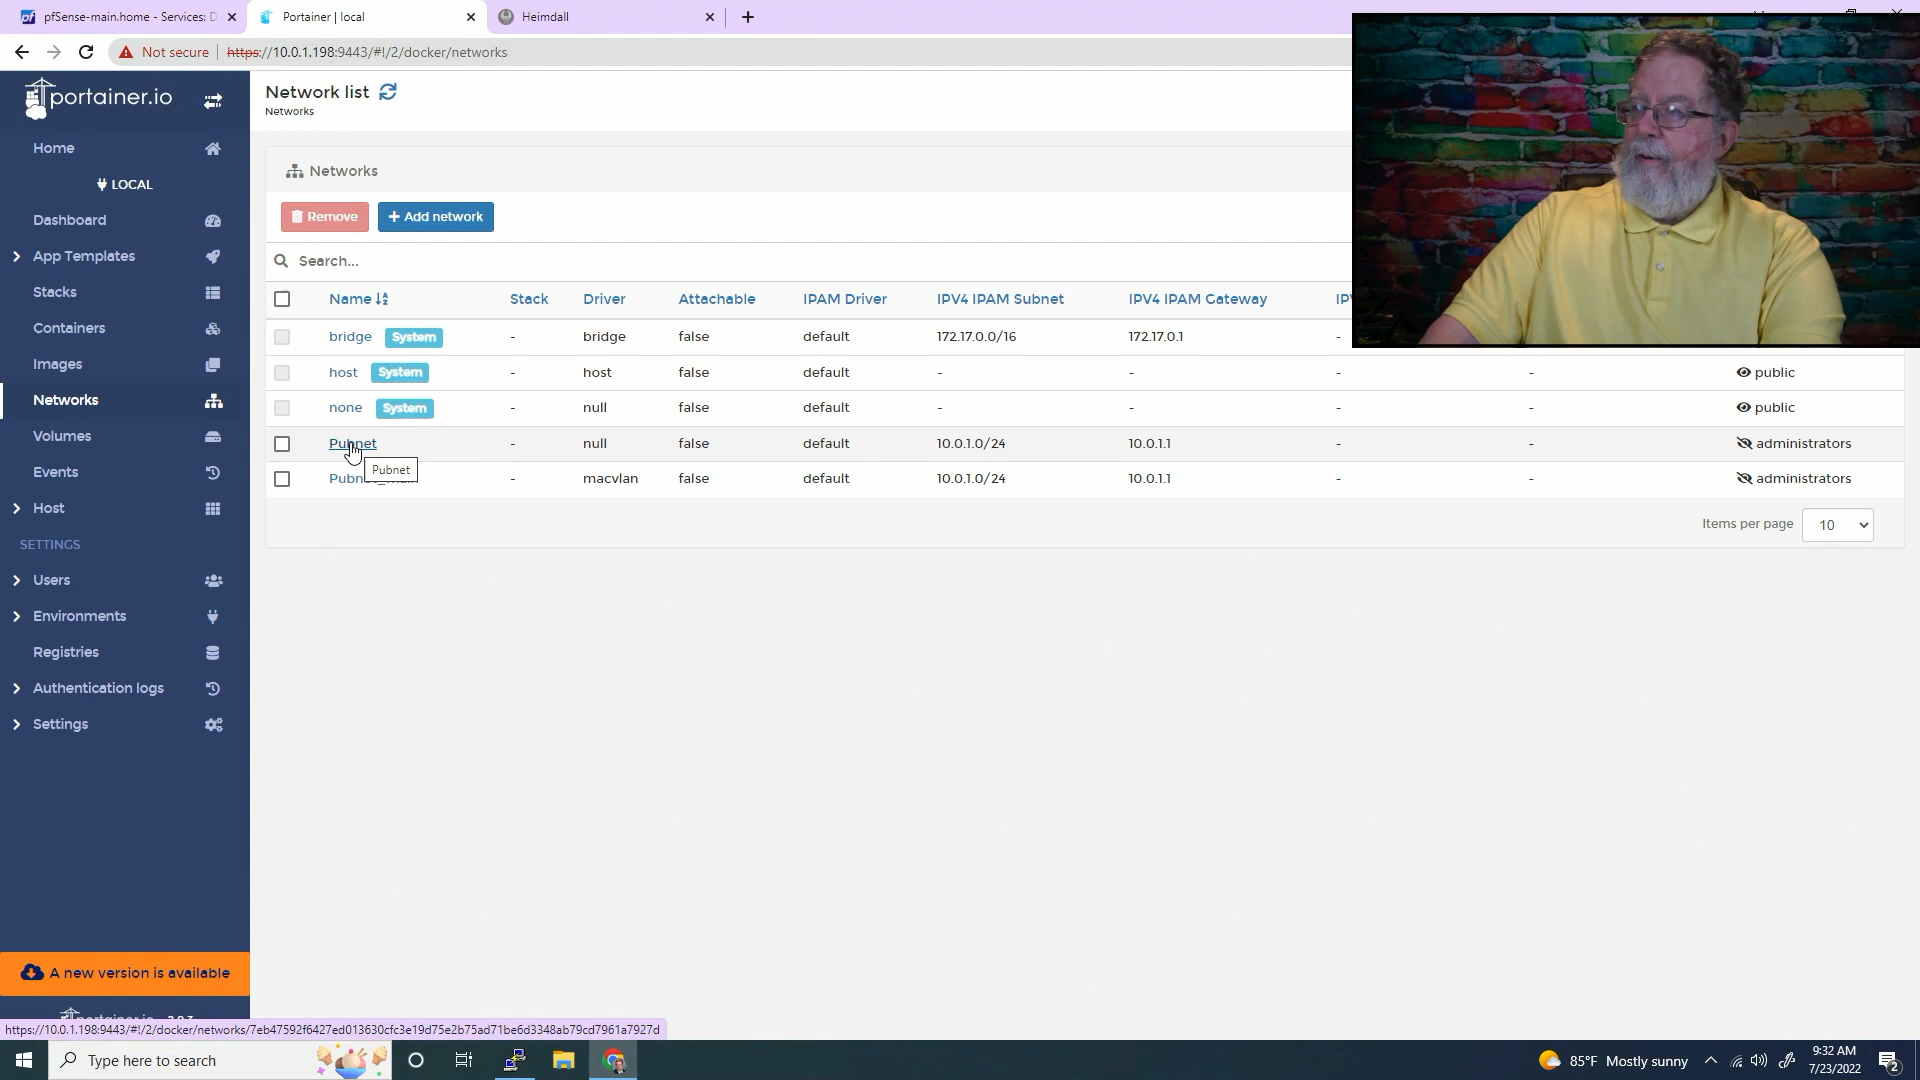 pfSense-main.home - Services: D
Portainer | local
Heimdall
Not secure
https://10.0.1.198:9443/#!/2/docker/networks
portainer.io
Home
LOCAL
Dashboard
App Templates
Stacks
Containers
Images
Networks
Volumes
Events
Host
SETTINGS
Users
Environments
Registries
Authentication logs
Settings
A new version is available
Network list
Networks
Networks
Remove
Add network
Search...
Name Stack Driver Attachable IPAM Driver IPV4 IPAM Subnet IPV4 IPAM Gateway
bridge System - bridge false default 172.17.0.0/16 172.17.0.1 -
host System - host false default - - - - public
none System - null false default - - - - public
Pubnet - null false default 10.0.1.0/24 10.0.1.1 - - administrators
Pubnet
- macvlan false default 10.0.1.0/24 10.0.1.1 - - administrators
Items per page 10
https://10.0.1.198:9443/#!/2/docker/networks/7eb47592f6427ed013630cfc3e19d75e2b75ad71be6d3348ab79cd7961a7927d
Type here to search
85°F Mostly sunny
9:32 AM
7/23/2022
2